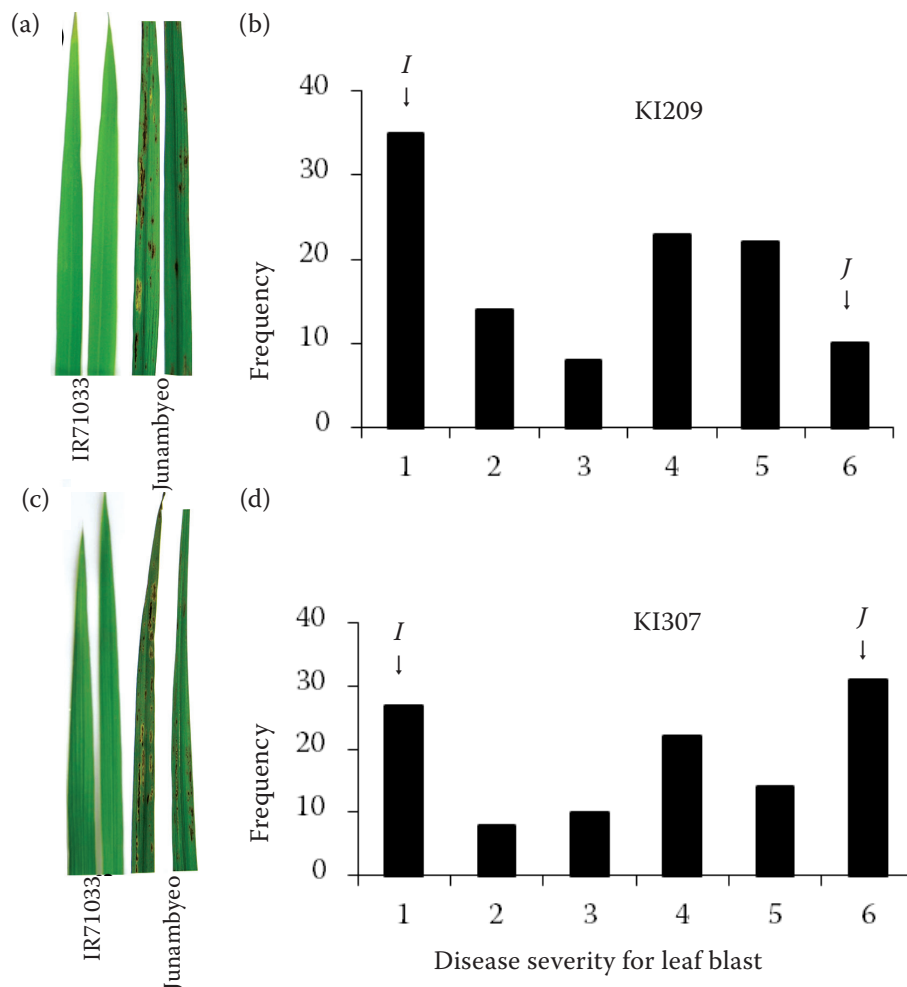 (a)
IR71033
Junambyeo
(b)
I
J
KI209
Frequency
40
30
20
10
0
1 2 3 4 5 6
(c)
IR71033
Junambyeo
(d)
I
J
KI307
Frequency
40
30
20
10
0
1 2 3 4 5 6
Disease severity for leaf blast